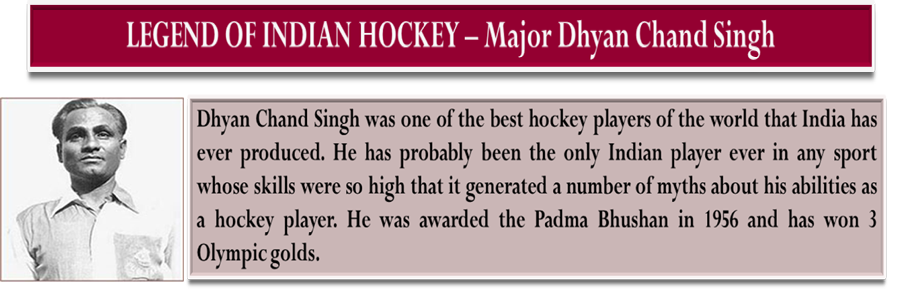 LEGEND OF INDIAN HOCKEY – Major Dhyan Chand Singh
Dhyan Chand Singh was one of the best hockey players of the world that India has
ever produced. He has probably been the only Indian player ever in any sport
whose skills were so high that it generated a number of myths about his abilities as
a hockey player. He was awarded the Padma Bhushan in 1956 and has won 3
Olympic golds.